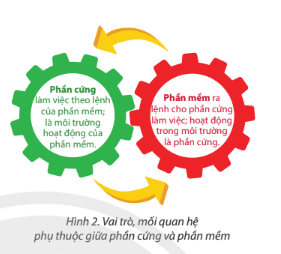 Phần cứng
làm việc theo lệnh
của phần mềm;
là môi trường
hoạt động của
phần mềm.
Phần mềm ra
lệnh cho phần cứng
làm việc; hoạt động
trong môi trường
là phần cứng.
Hình 2. Vai trò, mối quan hệ
phụ thuộc giữa phần cứng và phần mềm